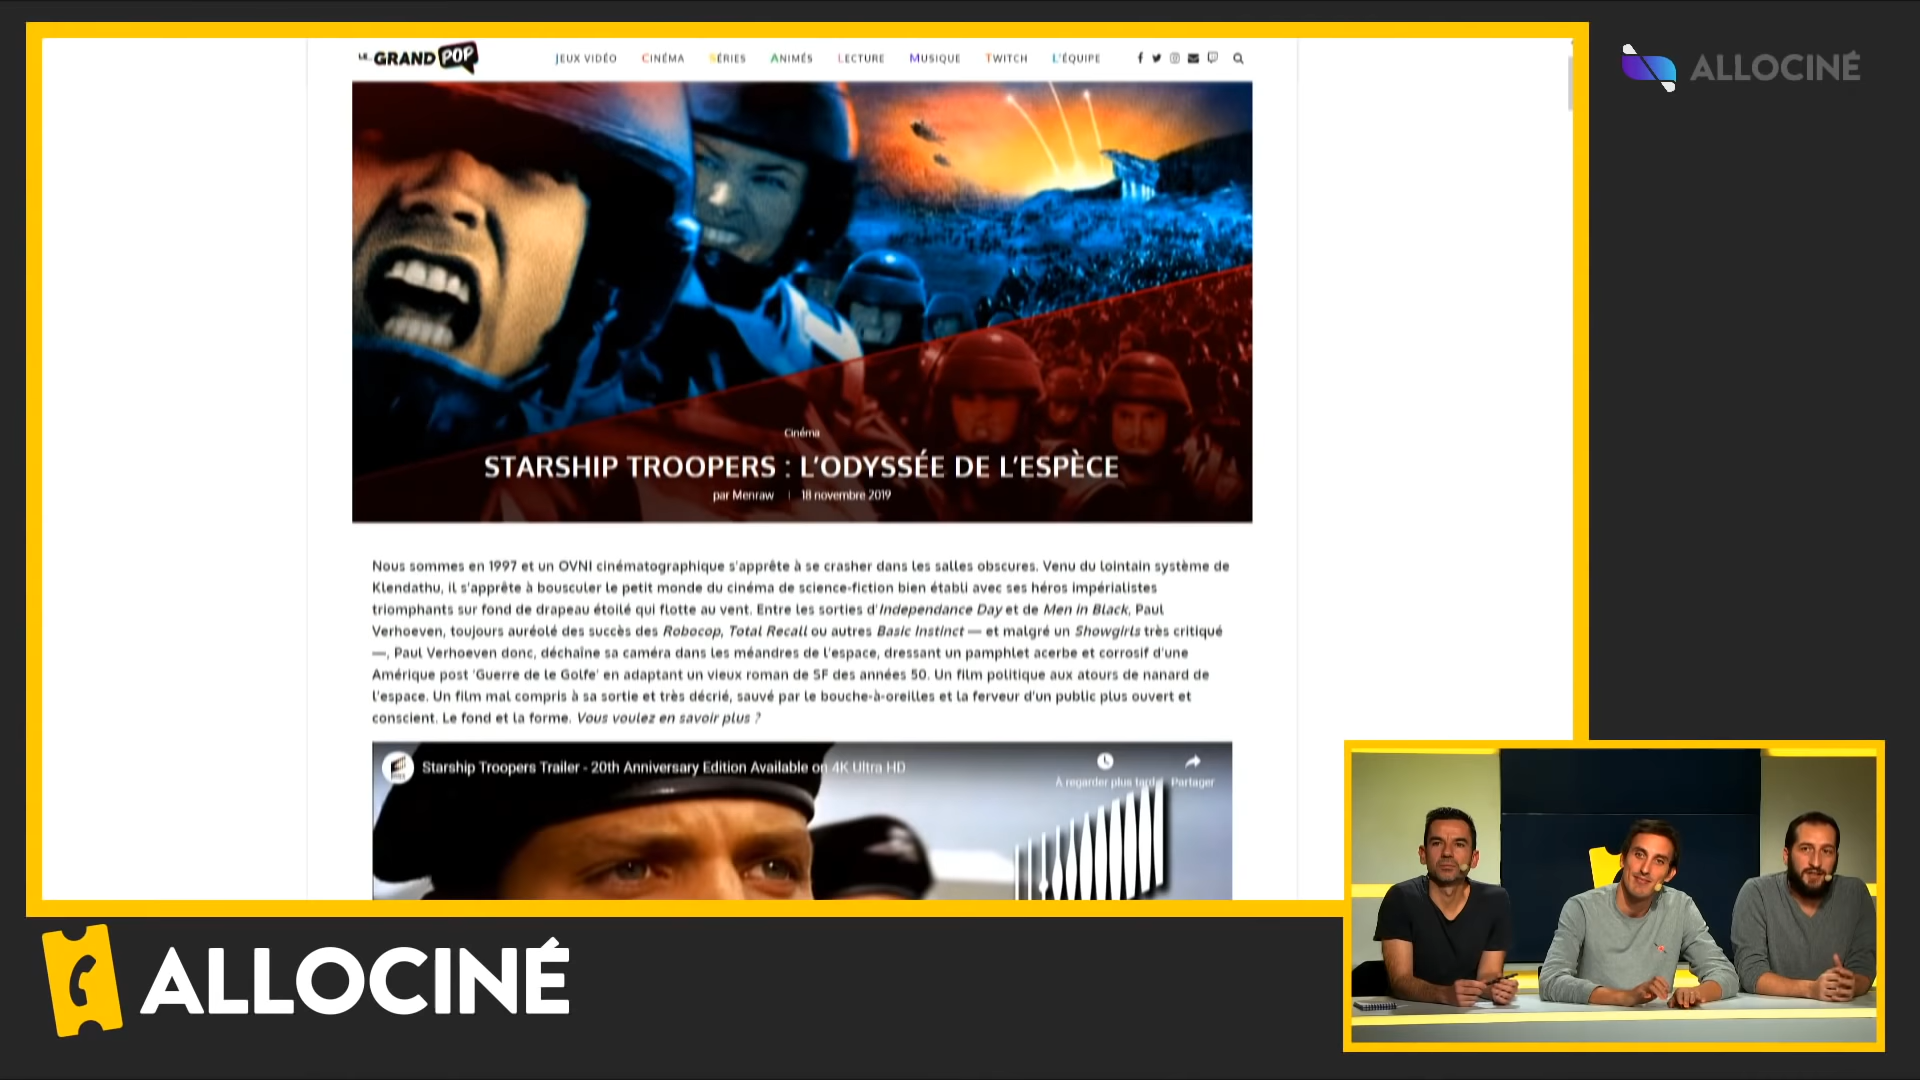 LE GRAND POP
JEUX VIDÉO CINÉMA SÉRIES ANIMÉS LECTURE MUSIQUE TWITCH L'ÉQUIPE
ALLOCINÉ
Cinéma
STARSHIP TROOPERS : L'ODYSSÉE DE L'ESPÈCE
par Menraw | 18 novembre 2019
Nous sommes en 1997 et un OVNI cinématographique s'apprête à se crasher dans les salles obscures. Venu du lointain système de
Klendathu, il s'apprête à bousculer le petit monde du cinéma de science-fiction bien établi avec ses héros impérialistes
triomphants sur fond de drapeau étoilé qui flotte au vent. Entre les sorties d'Independance Day et de Men in Black, Paul
Verhoeven, toujours auréolé des succès des Robocop, Total Recall ou autres Basic Instinct — et malgré un Showgirls très critiqué
—, Paul Verhoeven donc, déchaîne sa caméra dans les méandres de l'espace, dressant un pamphlet acerbe et corrosif d'une
Amérique post 'Guerre de le Golfe' en adaptant un vieux roman de SF des années 50. Un film politique aux atours de nanard de
l'espace. Un film mal compris à sa sortie et très décrié, sauvé par le bouche-à-oreilles et la ferveur d'un public plus ouvert et
conscient. Le fond et la forme. Vous voulez en savoir plus ?
Starship Troopers Trailer - 20th Anniversary Edition Available on 4K Ultra HD
À regarder plus tard Partager
ALLOCINÉ